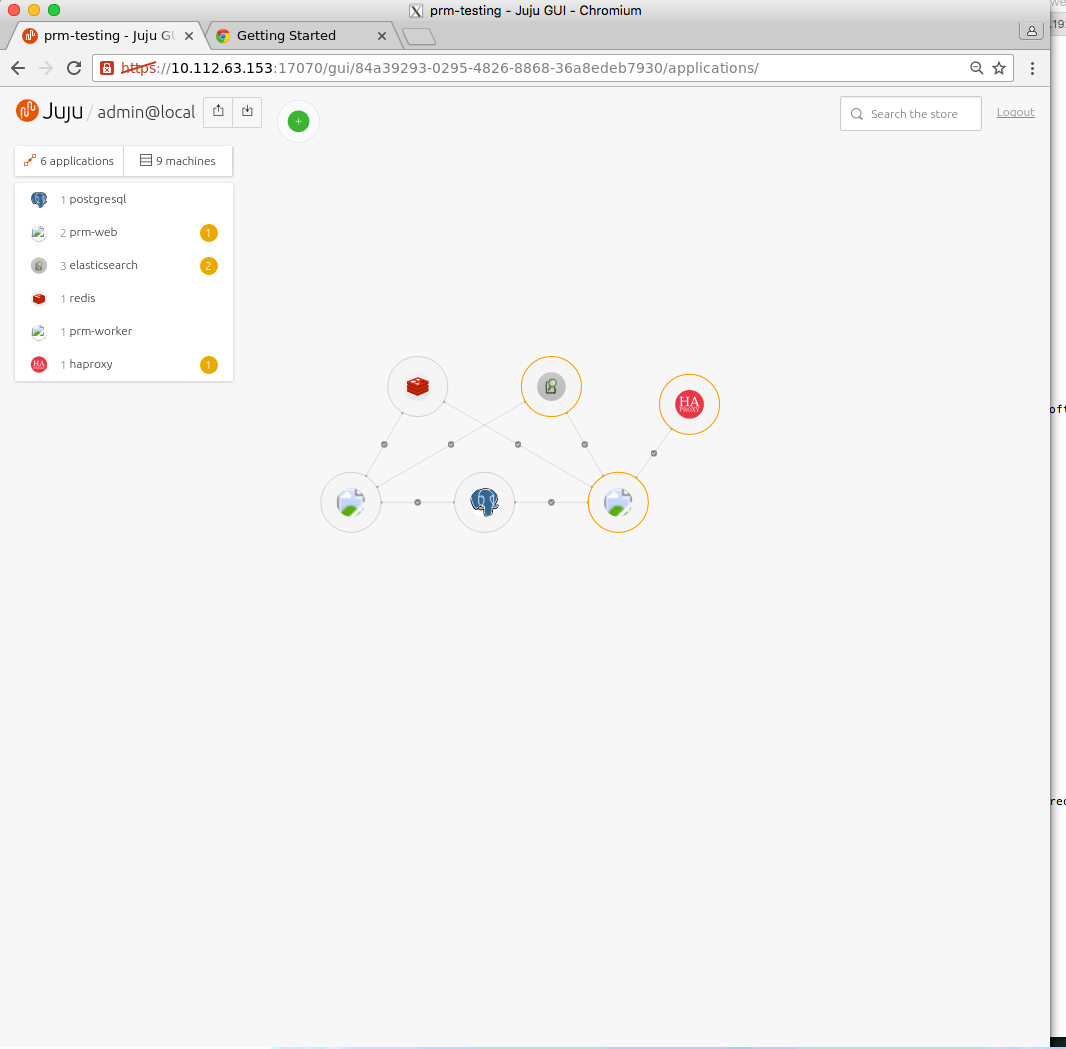 prm-testing - Juju GUI - Chromium
prm-testing - Juju GU
Getting Started
https://10.112.63.153:17070/gui/84a39293-0295-4826-8868-36a8edeb7930/applications/
Juju / admin@local
Search the store
Logout
6 applications
9 machines
1 postgresql
2 prm-web 1
3 elasticsearch 2
1 redis
1 prm-worker
1 haproxy 1
HA
PROXY